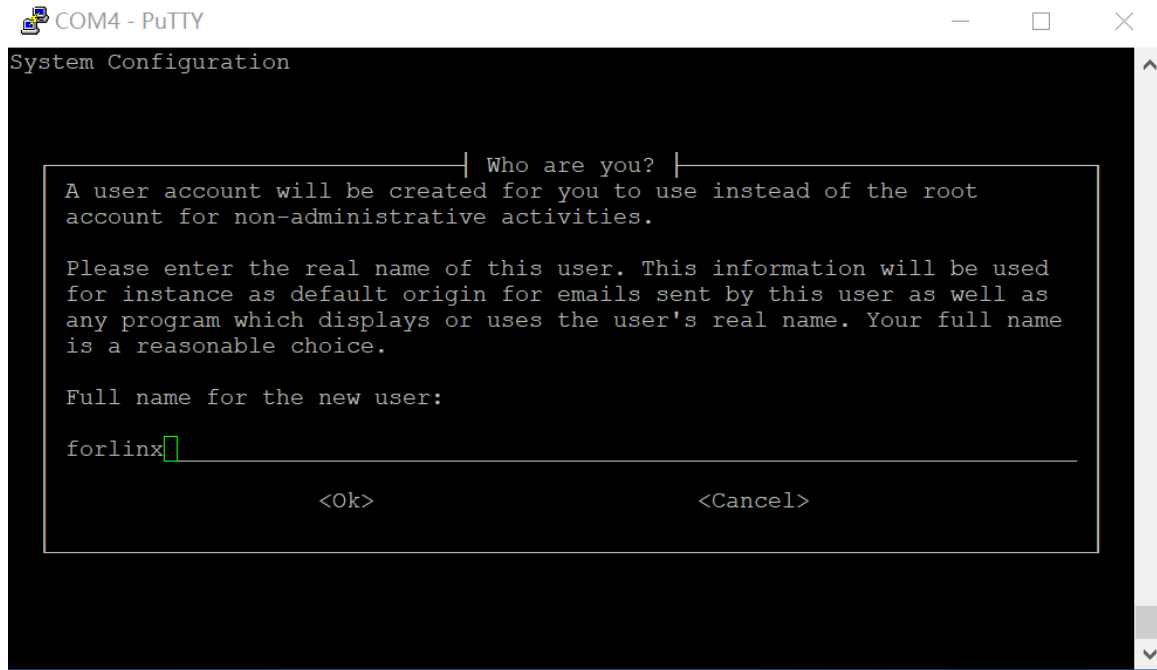 COM4 - PuTTY
System Configuration
Who are you?
A user account will be created for you to use instead of the root
account for non-administrative activities.
Please enter the real name of this user. This information will be used
for instance as default origin for emails sent by this user as well as
any program which displays or uses the user's real name. Your full name
is a reasonable choice.
Full name for the new user:
forlinx
<Ok> <Cancel>